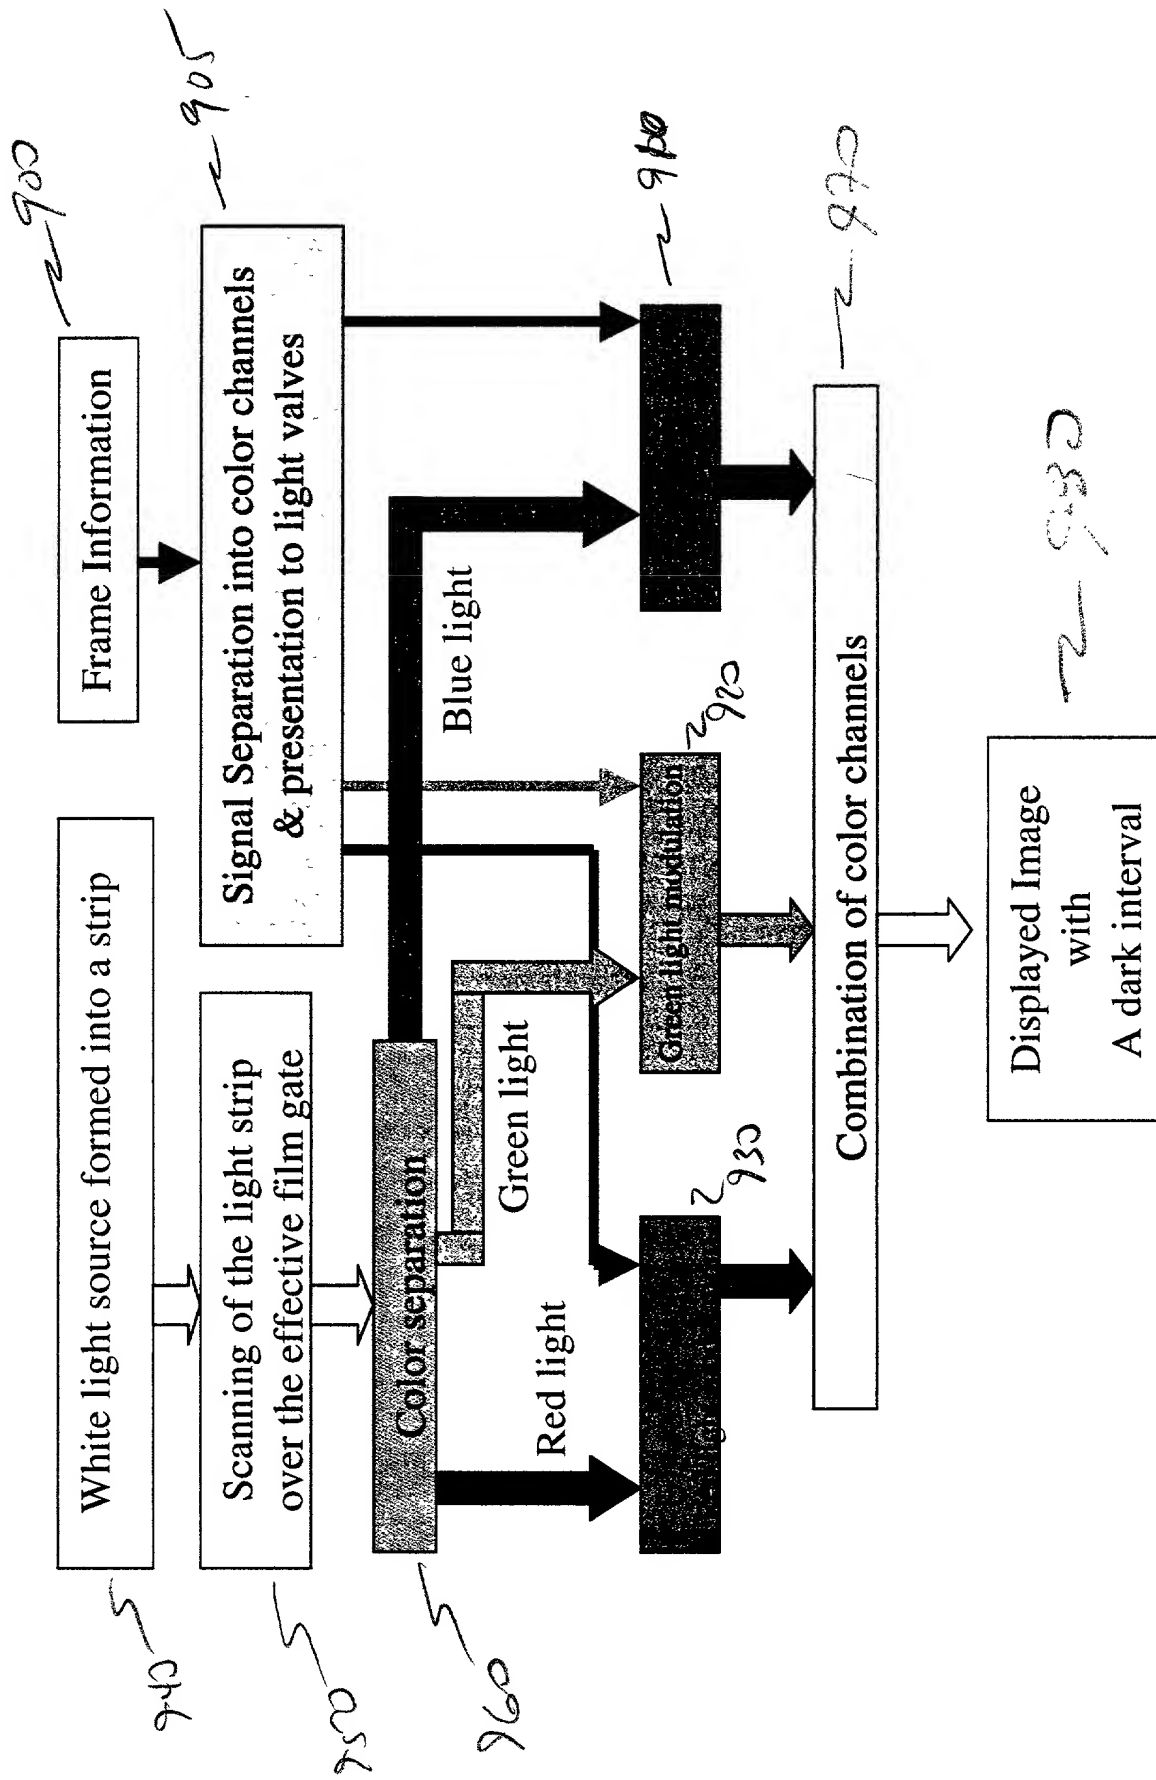 White light source formed into a strip
940
Frame Information
900
Scanning of the light strip
over the effective film gate
950
Signal Separation into color channels
& presentation to light valves
905
Color separation
960
Blue light
Green light
Red light
Green light modulation
920
930
Combination of color channels
970
Displayed Image
with
A dark interval